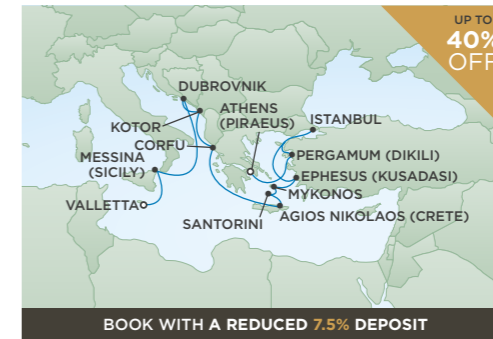 UP TO
40%
OFF
DUBROVNIK
ATHENS
(PIRAEUS)
ISTANBUL
KOTOR
CORFU
MESSINA
(SICILY)
PERGAMUM (DIKILI)
EPHESUS (KUSADASI)
MYKONOS
VALLETTA
AGIOS NIKOLAOS (CRETE)
SANTORINI
BOOK WITH A REDUCED 7.5% DEPOSIT